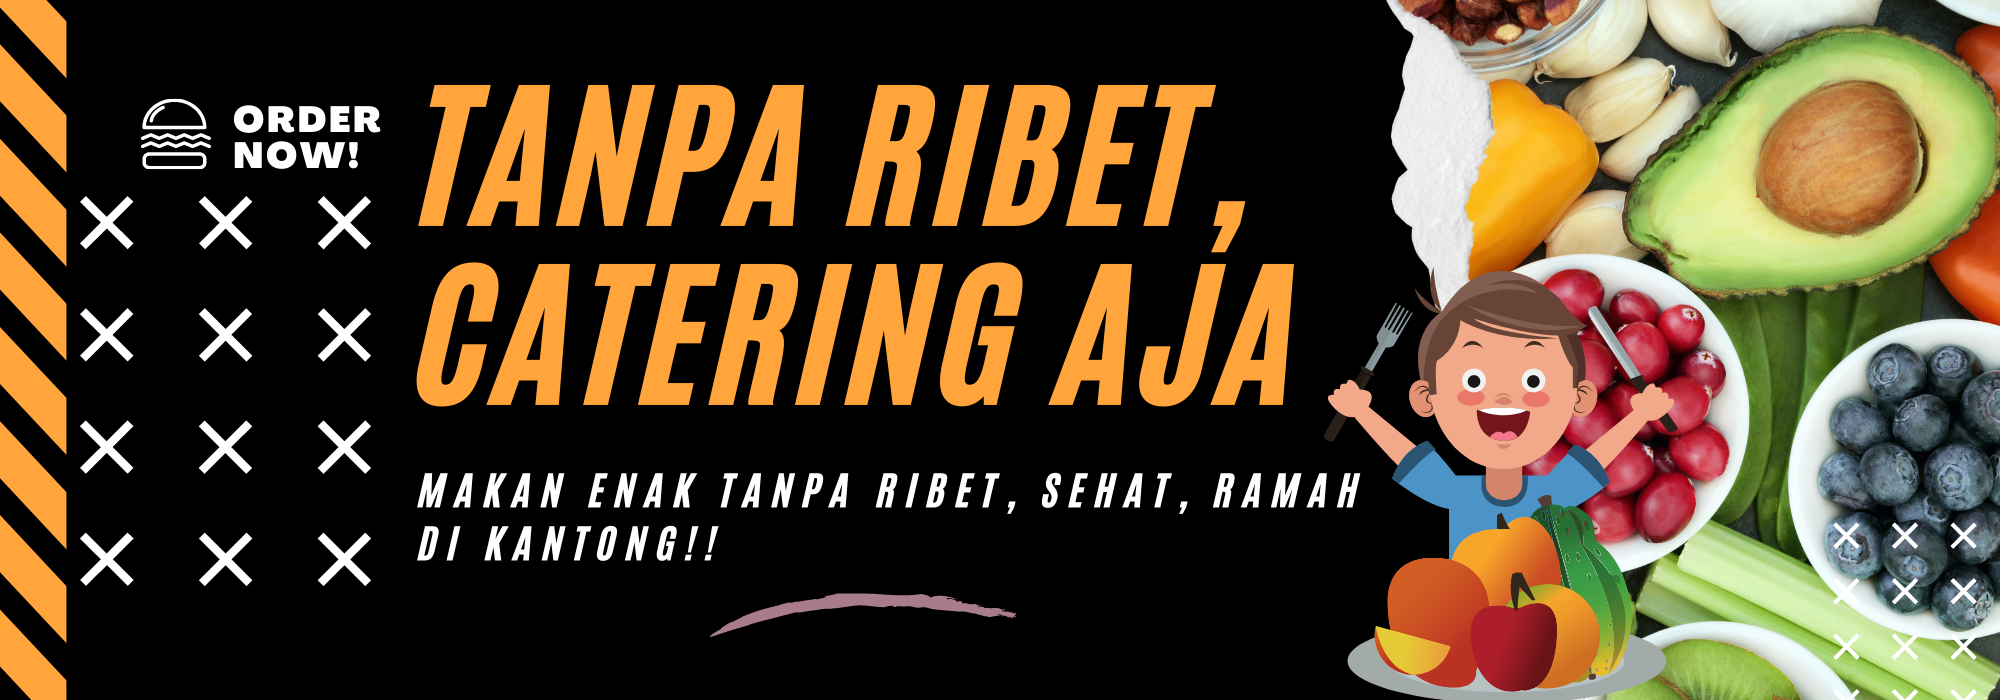 ORDER
NOW!
TANPA RIBET,
CATERING AJA
MAKAN ENAK TANPA RIBET, SEHAT, RAMAH
DI KANTONG!!